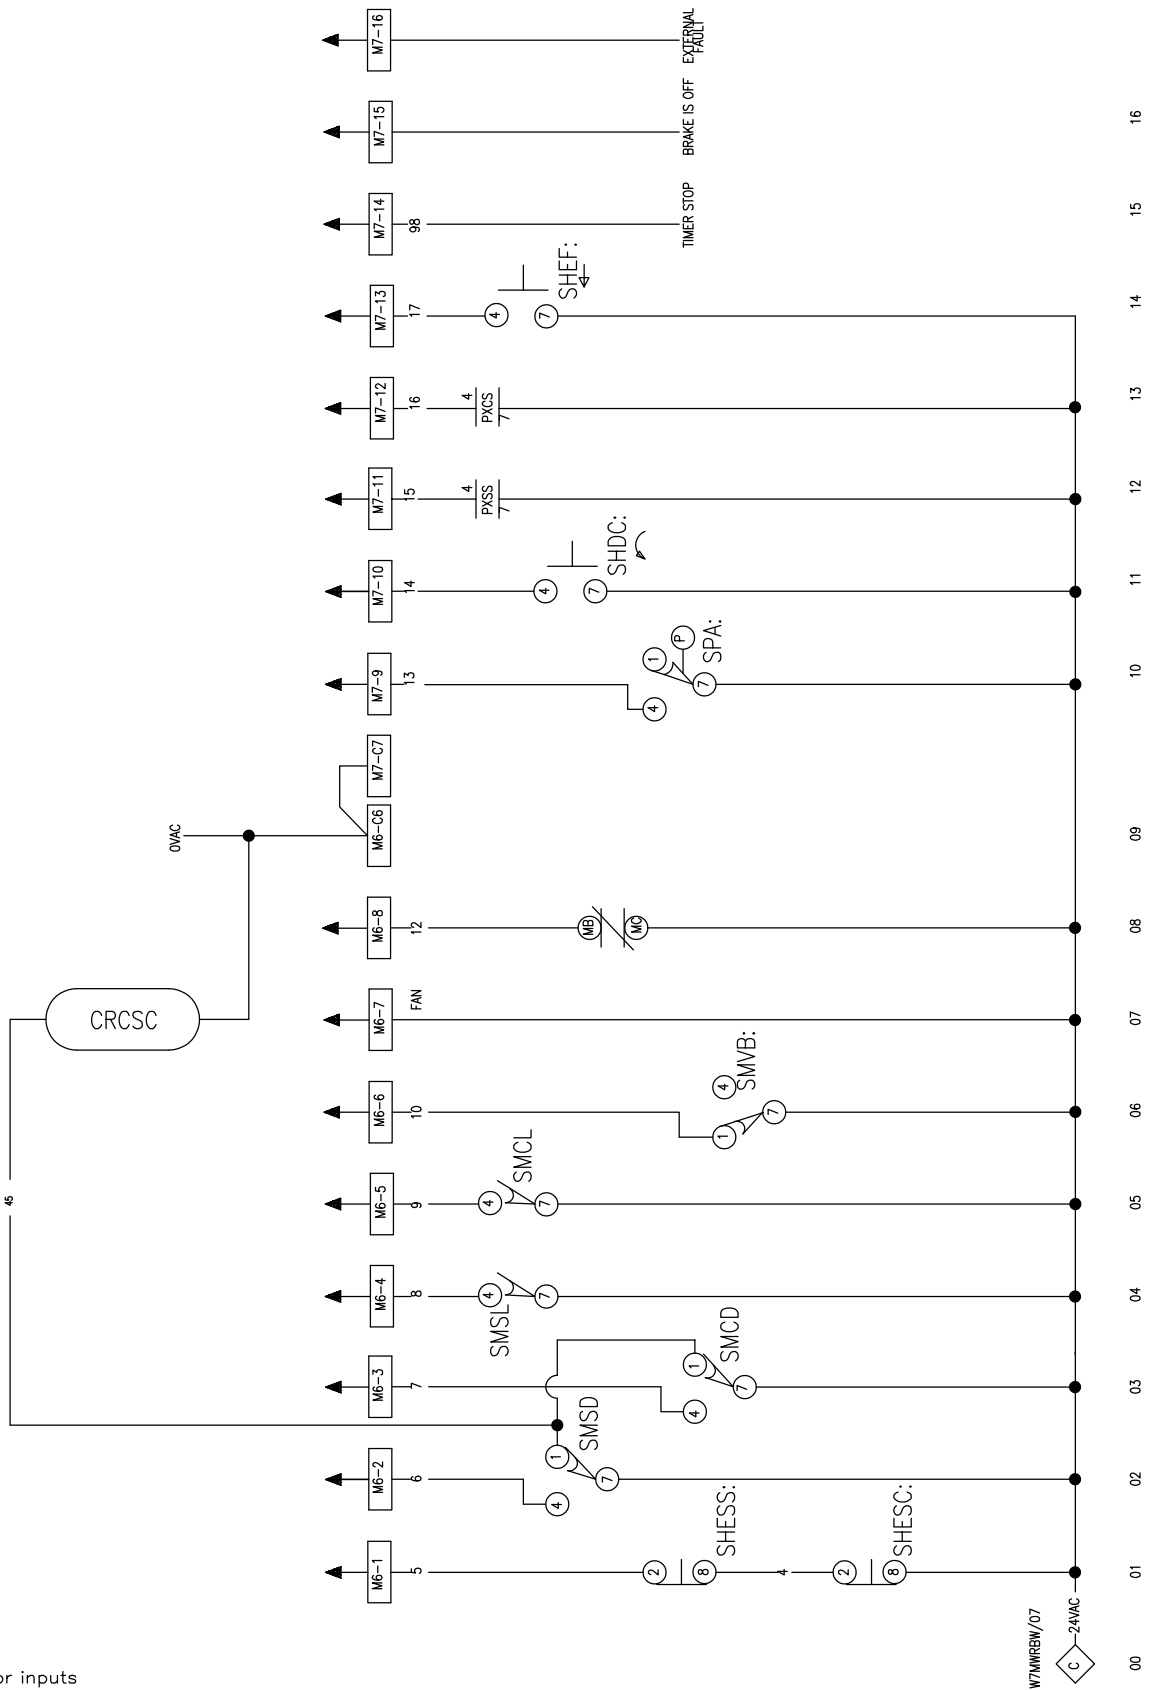 or inputs
00
W7MWRBW/07
C
24VAC
01
M6-1
5
2
8
SHESS:
4
2
8
SHESC:
02
M6-2
6
4
1
7
SMSD
03
M6-3
7
4
1
7
SMCD
45
04
M6-4
8
4
7
SMSL
05
M6-5
9
4
7
SMCL
06
M6-6
10
1
4
7
SMVB:
07
M6-7
FAN
CRCSC
08
M6-8
12
MB
MC
09
0VAC
M6-C6
M7-C7
10
M7-9
13
4
1
P
7
SPA:
11
M7-10
14
4
7
SHDC:
12
M7-11
15
4
PXSS
7
13
M7-12
16
4
PXCS
7
14
M7-13
17
4
7
SHEF:
15
M7-14
98
TIMER STOP
16
M7-15
BRAKE IS OFF
M7-16
EXTERNAL
FAULT